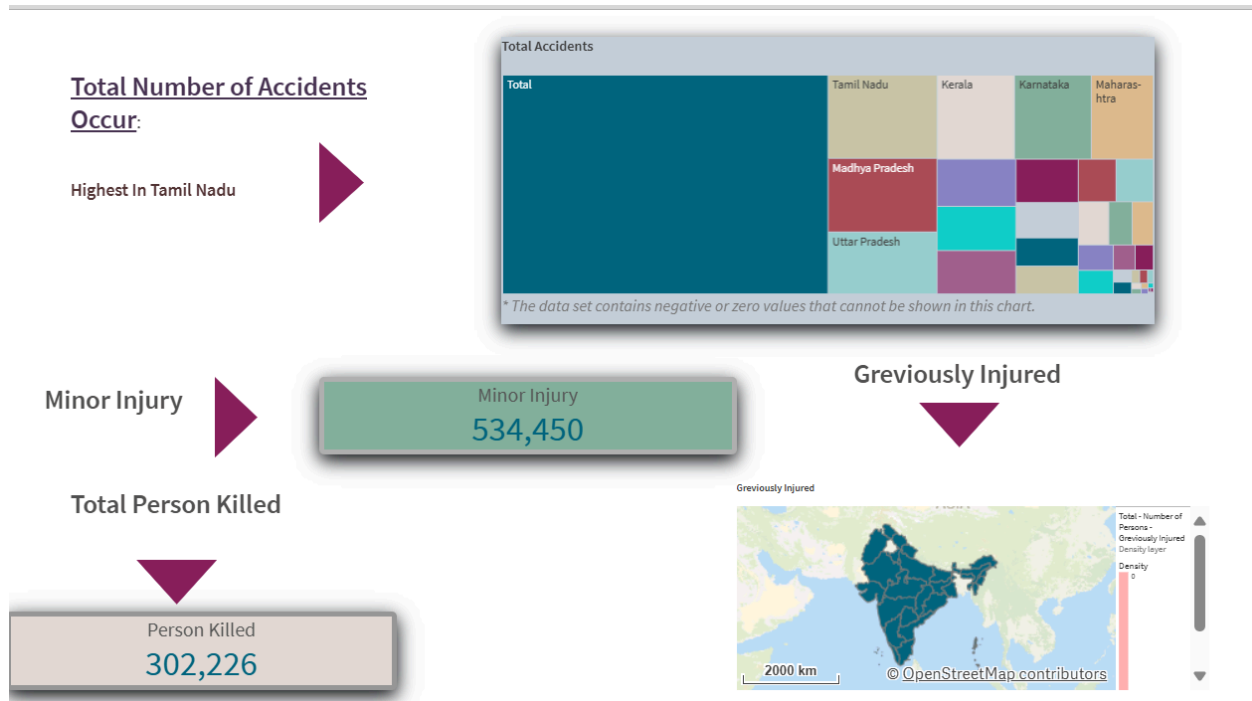 Total Number of Accidents
Occur:
Highest In Tamil Nadu
Total Accidents
Total
Tamil Nadu
Kerala
Karnataka
Maharas-
htra
Madhya Pradesh
Uttar Pradesh
* The data set contains negative or zero values that cannot be shown in this chart.
Minor Injury
Minor Injury
534,450
Greviously Injured
Total Person Killed
Person Killed
302,226
Greviously Injured
2000 km
© OpenStreetMap contributors
Total - Number of
Persons -
Greviously Injured
Density layer
Density
0